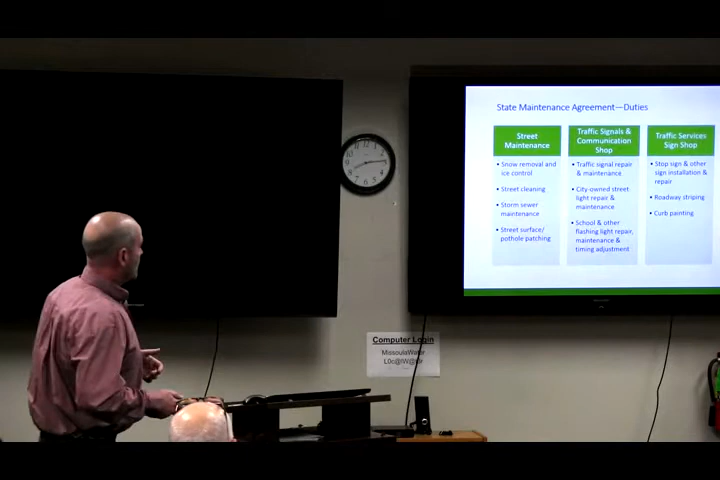 State Maintenance Agreement—Duties
Street
Maintenance
• Snow removal and
ice control
• Street cleaning
• Storm sewer
maintenance
• Street surface/
pothole patching
Traffic Signals &
Communication
Shop
• Traffic signal repair
& maintenance
• City-owned street
light repair &
maintenance
• School & other
flashing light repair,
maintenance &
timing adjustment
Traffic Services
Sign Shop
• Stop sign & other
sign installation &
repair
• Roadway striping
• Curb painting
Computer Login
MissoulaWater